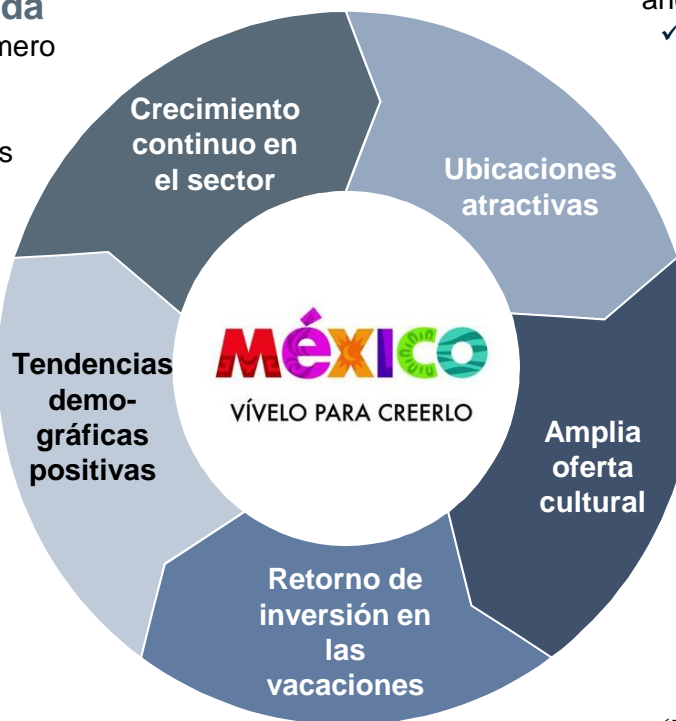 da
mero
s
Crecimiento
continuo en
el sector
Ubicaciones
atractivas
Tendencias
demo-
gráficas
positivas
MéXICO
VÍVELO PARA CREERLO
Amplia
oferta
cultural
Retorno de
inversión en
las
vacaciones